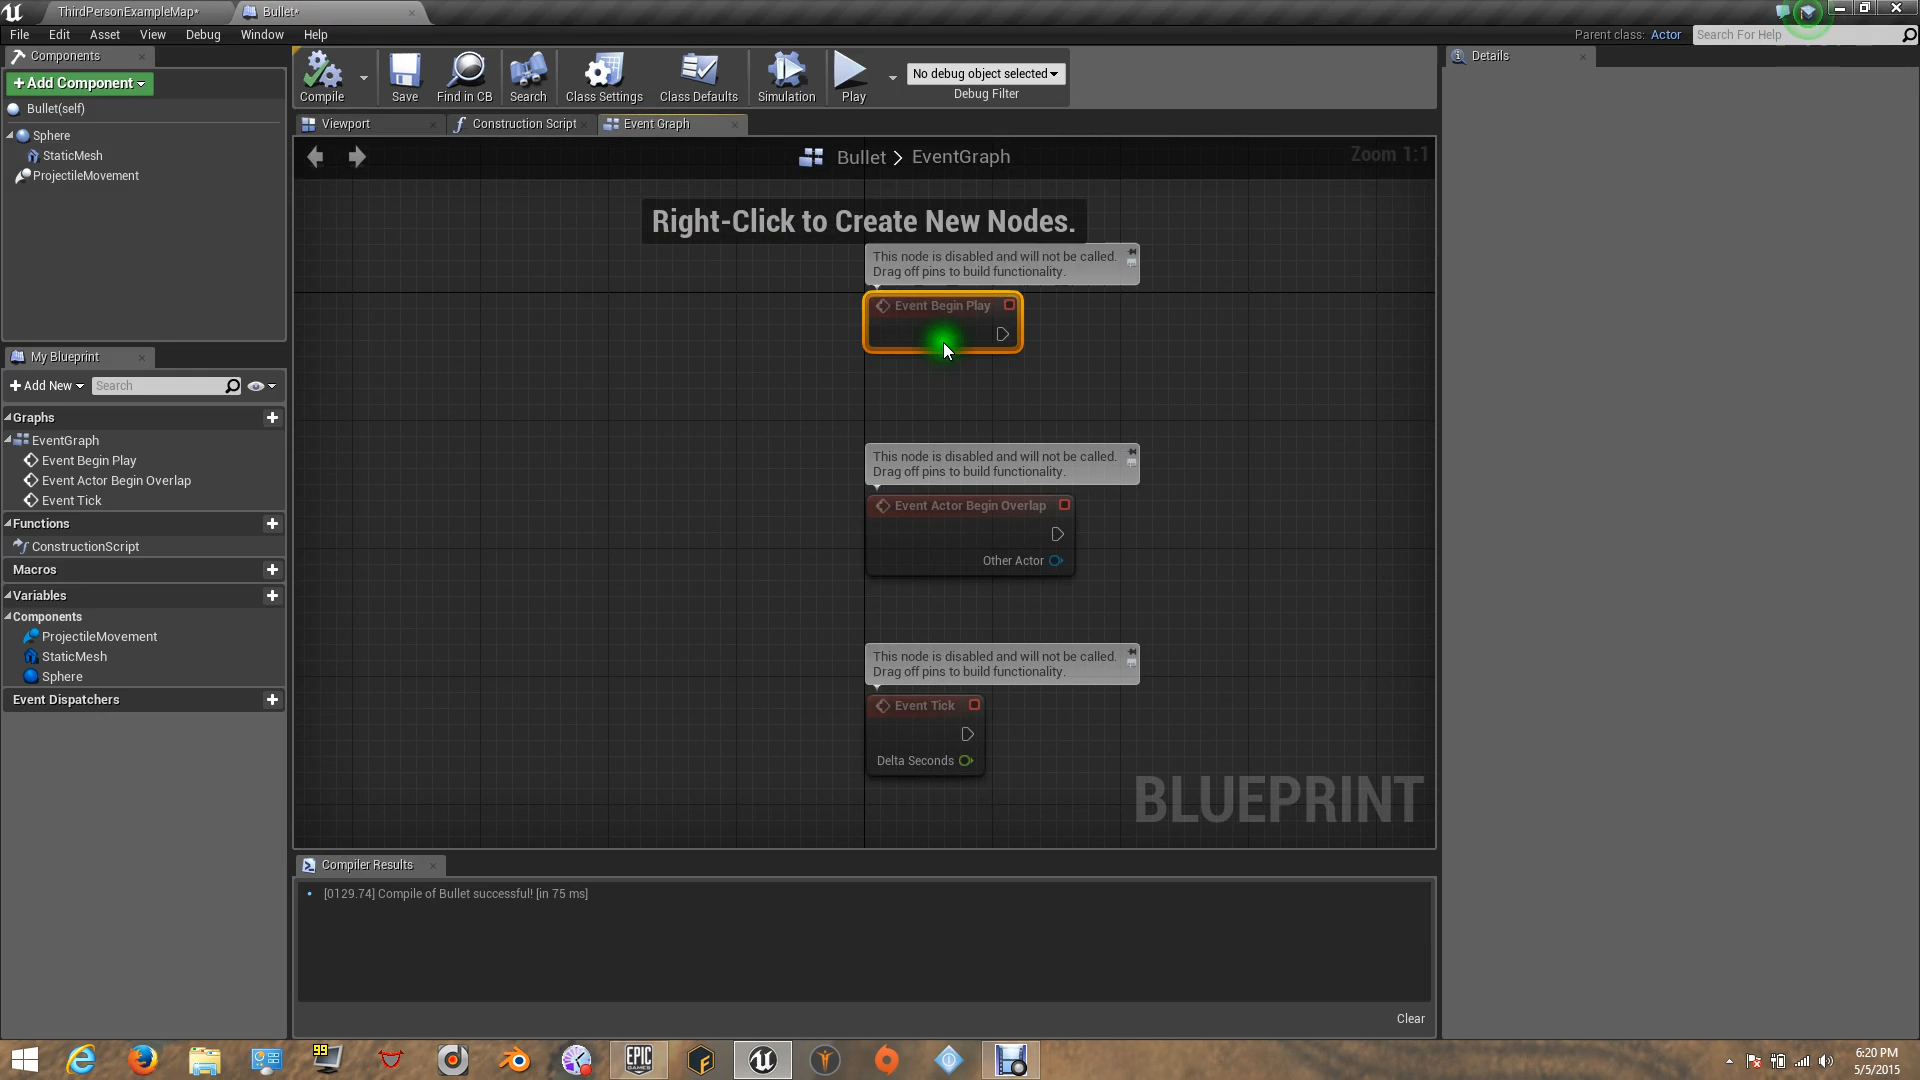 ThirdPersonExampleMap*
Bullet*
File Edit Asset View Debug Window Help
Parent class: Actor
Search For Help
Components
+Add Component
Bullet(self)
Sphere
StaticMesh
ProjectileMovement
Compile
Save
Find in CB
Search
Class Settings
Class Defaults
Simulation
Play
No debug object selected
Debug Filter
Details
Viewport
Construction Script
Event Graph
Bullet > EventGraph
Zoom 1:1
Right-Click to Create New Nodes.
This node is disabled and will not be called.
Drag off pins to build functionality.
Event Begin Play
This node is disabled and will not be called.
Drag off pins to build functionality.
Event Actor Begin Overlap
Other Actor
This node is disabled and will not be called.
Drag off pins to build functionality.
Event Tick
Delta Seconds
BLUEPRINT
My Blueprint
+Add New
Search
Graphs
EventGraph
Event Begin Play
Event Actor Begin Overlap
Event Tick
Functions
ConstructionScript
Macros
Variables
Components
ProjectileMovement
StaticMesh
Sphere
Event Dispatchers
Compiler Results
• [0129.74] Compile of Bullet successful! [in 75 ms]
Clear
99
EPIC
GAMES
6:20 PM
5/5/2015